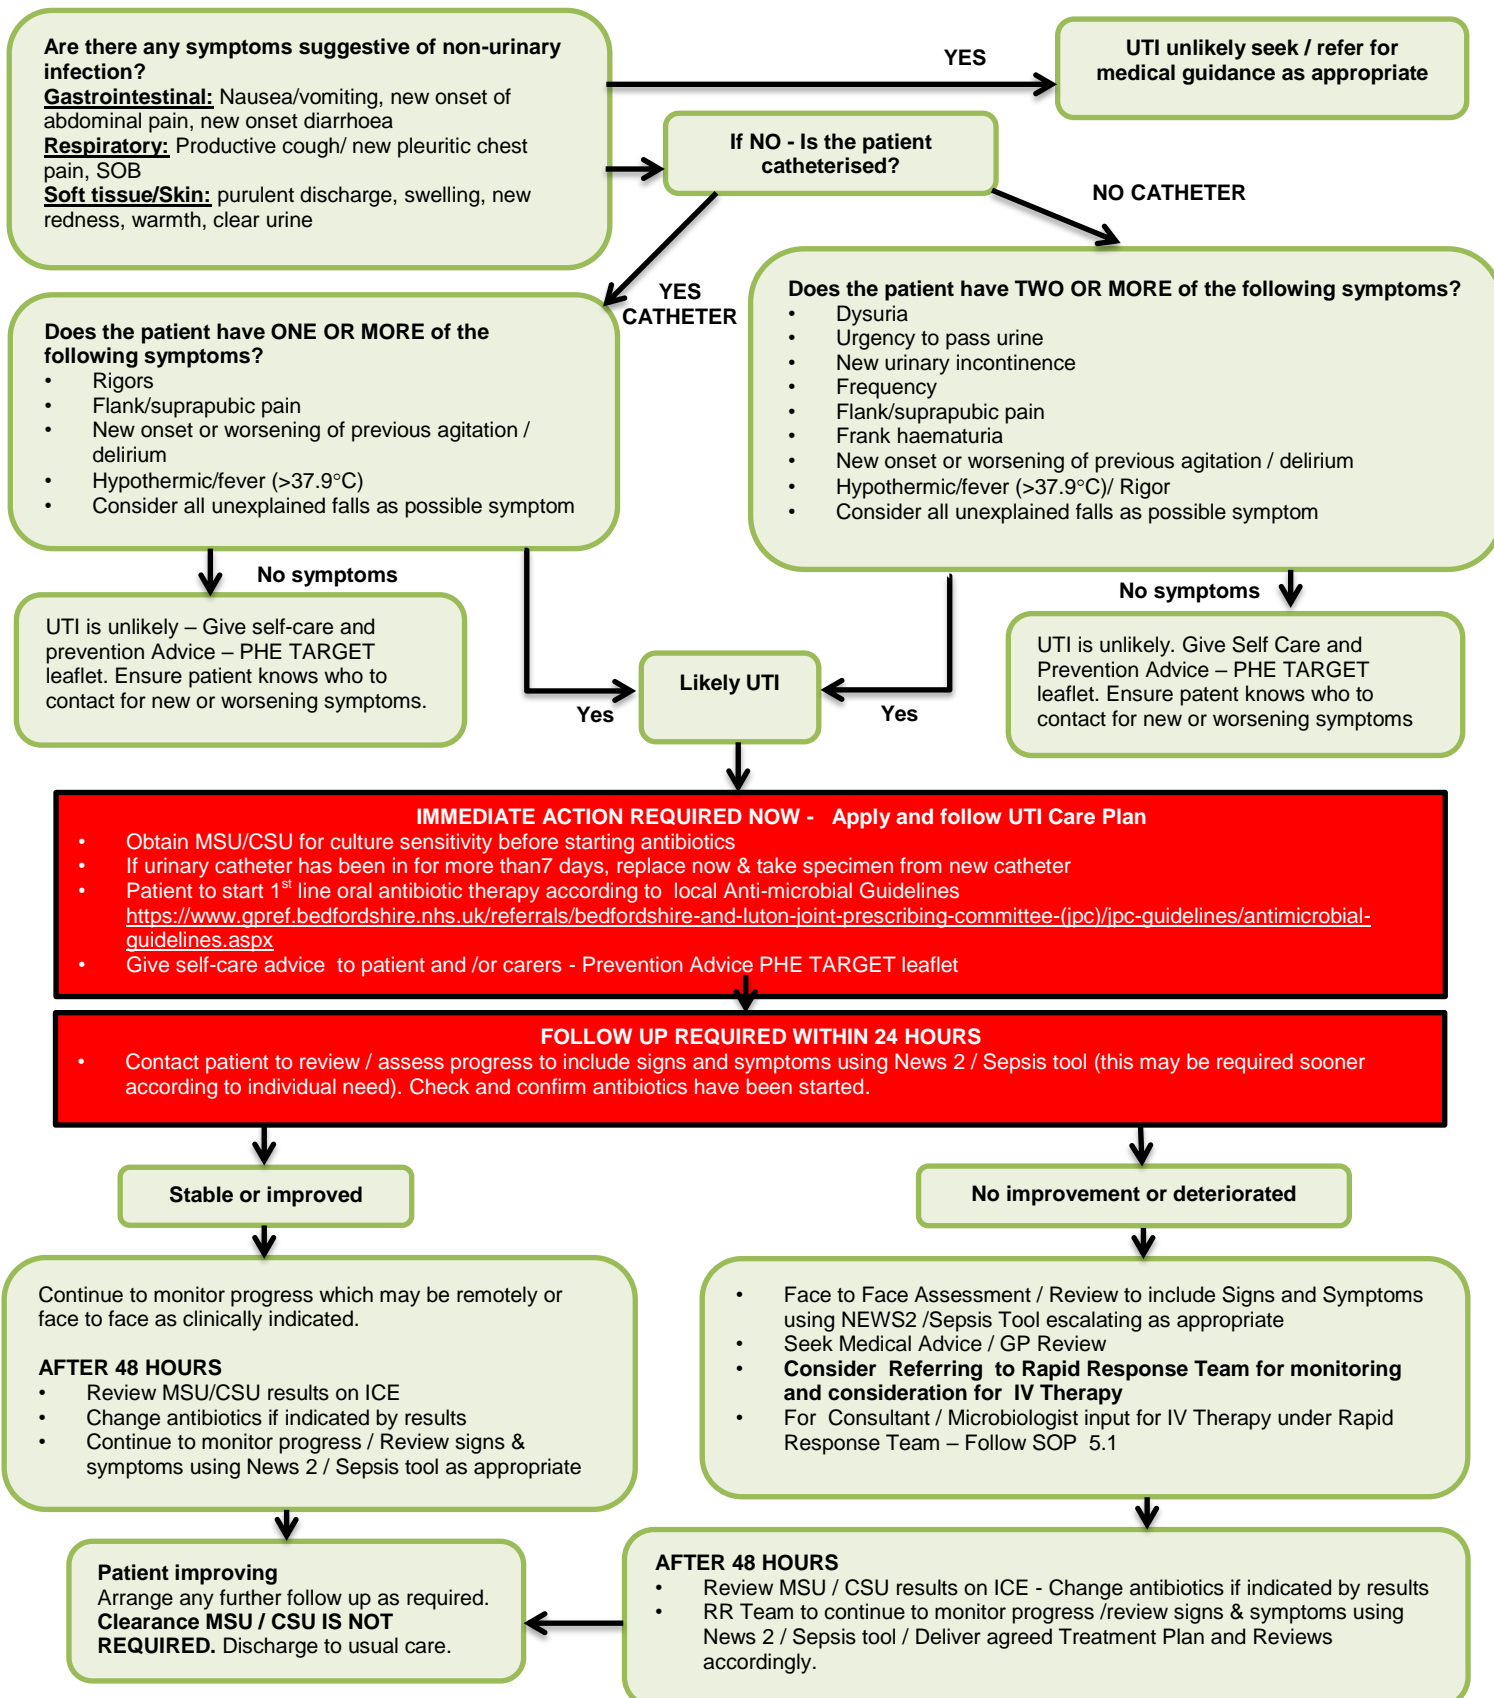 Are there any symptoms suggestive of non-urinary
infection?
Gastrointestinal: Nausea/vomiting, new onset of
abdominal pain, new onset diarrhoea
Respiratory: Productive cough/ new pleuritic chest
pain, SOB
Soft tissue/Skin: purulent discharge, swelling, new
redness, warmth, clear urine
YES
UTI unlikely seek / refer for
medical guidance as appropriate
If NO - Is the patient
catheterised?
NO CATHETER
YES
CATHETER
Does the patient have ONE OR MORE of the
following symptoms?
• Rigors
• Flank/suprapubic pain
• New onset or worsening of previous agitation /
delirium
• Hypothermic/fever (>37.9°C)
• Consider all unexplained falls as possible symptom
Does the patient have TWO OR MORE of the following symptoms?
• Dysuria
• Urgency to pass urine
• New urinary incontinence
• Frequency
• Flank/suprapubic pain
• Frank haematuria
• New onset or worsening of previous agitation / delirium
• Hypothermic/fever (>37.9°C)/ Rigor
• Consider all unexplained falls as possible symptom
No symptoms
No symptoms
UTI is unlikely – Give self-care and
prevention Advice – PHE TARGET
leaflet. Ensure patient knows who to
contact for new or worsening symptoms.
Likely UTI
Yes
Yes
UTI is unlikely. Give Self Care and
Prevention Advice – PHE TARGET
leaflet. Ensure patent knows who to
contact for new or worsening symptoms
IMMEDIATE ACTION REQUIRED NOW - Apply and follow UTI Care Plan
• Obtain MSU/CSU for culture sensitivity before starting antibiotics
• If urinary catheter has been in for more than7 days, replace now & take specimen from new catheter
• Patient to start 1st line oral antibiotic therapy according to local Anti-microbial Guidelines
https://www.gpref.bedfordshire.nhs.uk/referrals/bedfordshire-and-luton-joint-prescribing-committee-(jpc)/jpc-guidelines/antimicrobial-
guidelines.aspx
• Give self-care advice to patient and /or carers - Prevention Advice PHE TARGET leaflet
FOLLOW UP REQUIRED WITHIN 24 HOURS
• Contact patient to review / assess progress to include signs and symptoms using News 2 / Sepsis tool (this may be required sooner
according to individual need). Check and confirm antibiotics have been started.
Stable or improved
No improvement or deteriorated
Continue to monitor progress which may be remotely or
face to face as clinically indicated.
AFTER 48 HOURS
• Review MSU/CSU results on ICE
• Change antibiotics if indicated by results
• Continue to monitor progress / Review signs &
symptoms using News 2 / Sepsis tool as appropriate
• Face to Face Assessment / Review to include Signs and Symptoms
using NEWS2 /Sepsis Tool escalating as appropriate
• Seek Medical Advice / GP Review
• Consider Referring to Rapid Response Team for monitoring
and consideration for IV Therapy
• For Consultant / Microbiologist input for IV Therapy under Rapid
Response Team – Follow SOP 5.1
Patient improving
Arrange any further follow up as required.
Clearance MSU / CSU IS NOT
REQUIRED. Discharge to usual care.
AFTER 48 HOURS
• Review MSU / CSU results on ICE - Change antibiotics if indicated by results
• RR Team to continue to monitor progress /review signs & symptoms using
News 2 / Sepsis tool / Deliver agreed Treatment Plan and Reviews
accordingly.